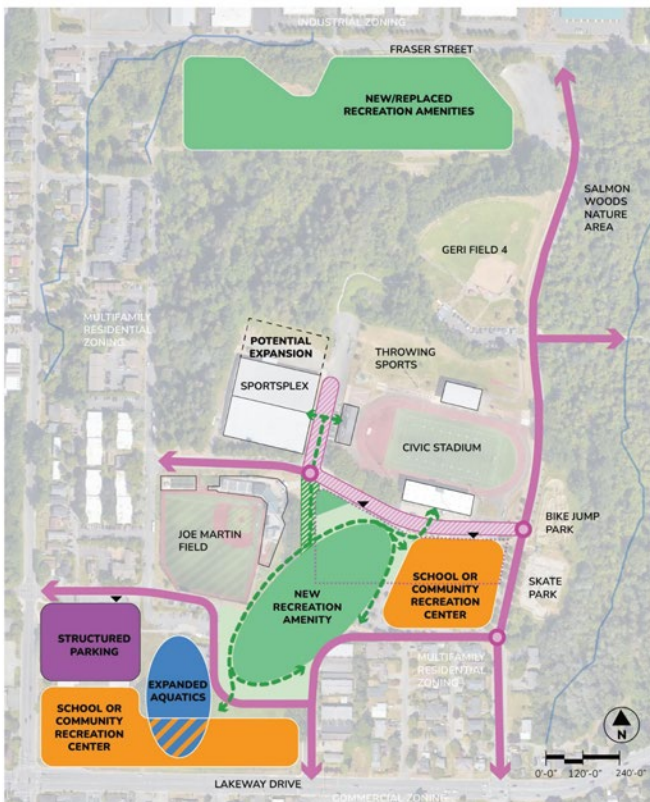 INDUSTRIAL ZONING
FRASER STREET
NEW/REPLACED
RECREATION AMENITIES
SALMON
WOODS
NATURE
AREA
GERI FIELD 4
MULTIFAMILY
RESIDENTIAL
ZONING
POTENTIAL
EXPANSION
SPORTSPLEX
THROWING
SPORTS
CIVIC STADIUM
JOE MARTIN
FIELD
BIKE JUMP
PARK
SKATE
PARK
NEW
RECREATION
AMENITY
SCHOOL OR
COMMUNITY
RECREATION
CENTER
STRUCTURED
PARKING
EXPANDED
AQUATICS
MULTIFAMILY
RESIDENTIAL
ZONING
SCHOOL OR
COMMUNITY
RECREATION
CENTER
N
0'-0" 120'-0" 240'-0"
LAKEWAY DRIVE
COMMERCIAL ZONING